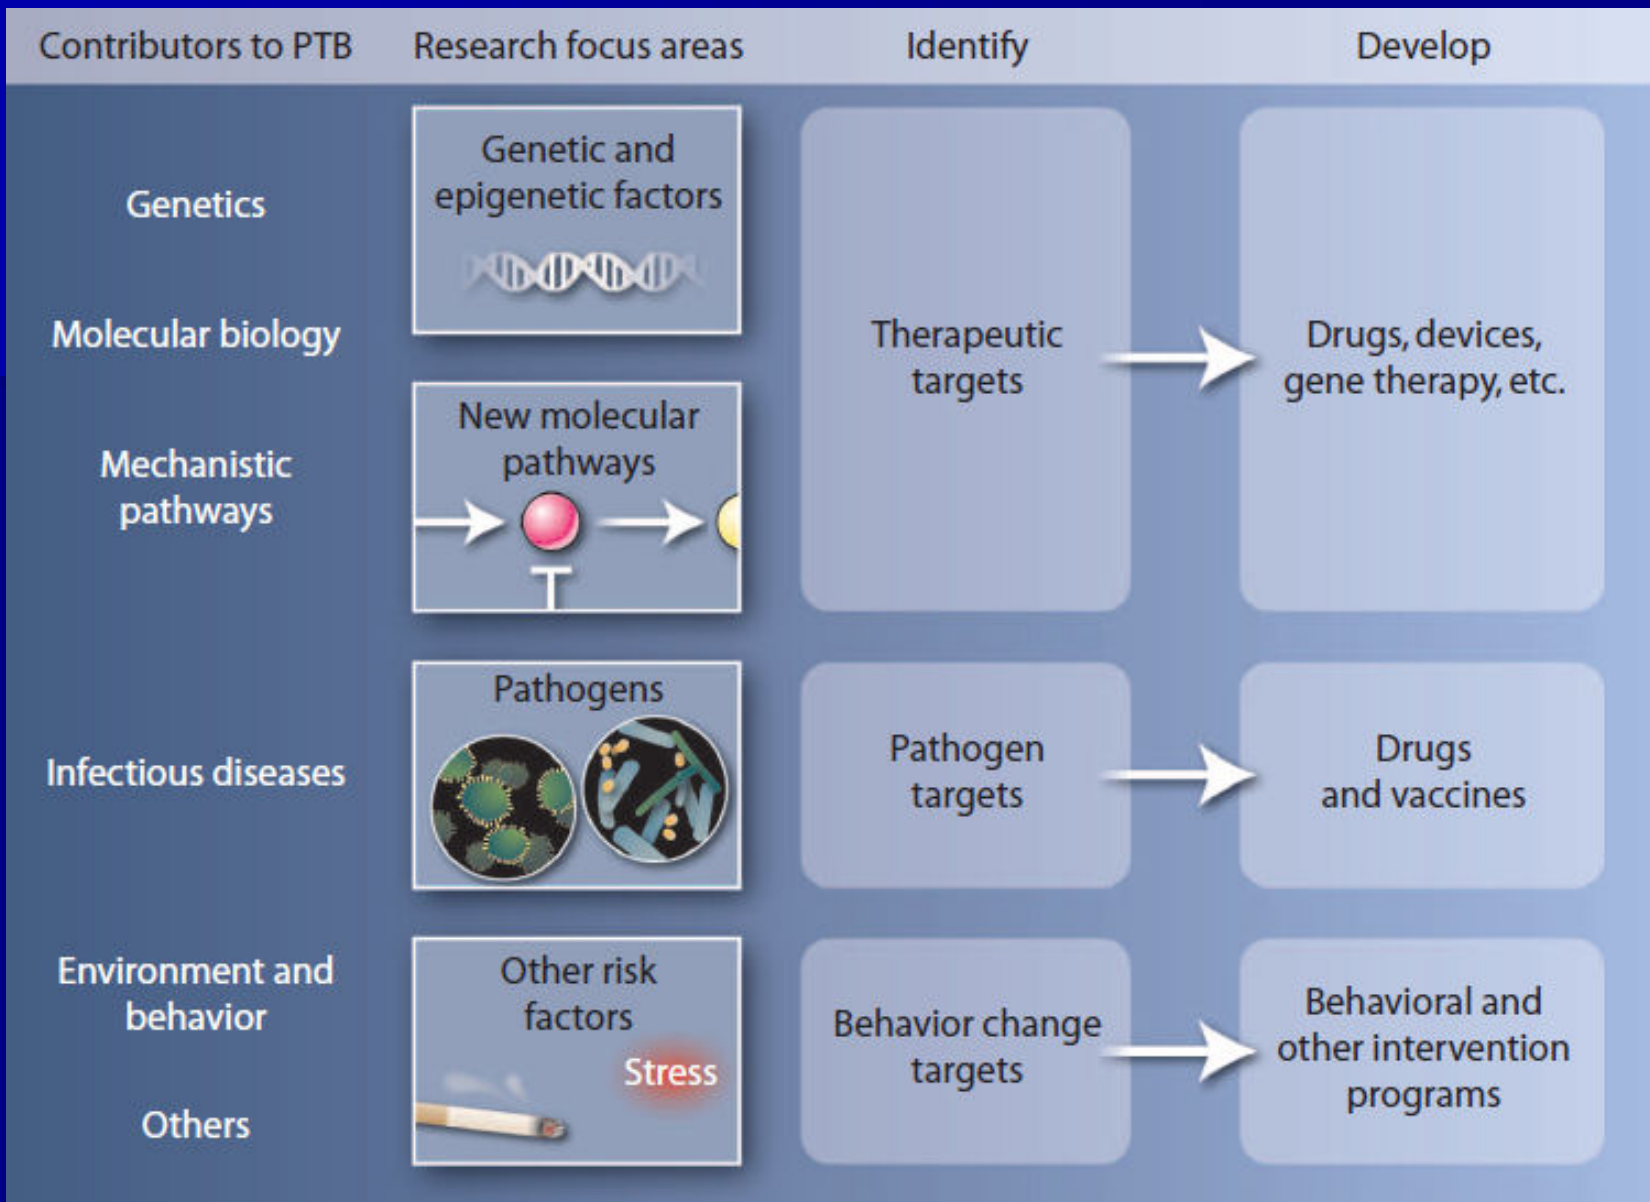 Contributors to PTB
Research focus areas
Identify
Develop
Genetics
Molecular biology
Mechanistic
pathways
Genetic and
epigenetic factors
New molecular
pathways
Therapeutic
targets
Drugs, devices,
gene therapy, etc.
Infectious diseases
Pathogens
Pathogen
targets
Drugs
and vaccines
Environment and
behavior
Others
Other risk
factors
Stress
Behavior change
targets
Behavioral and
other intervention
programs